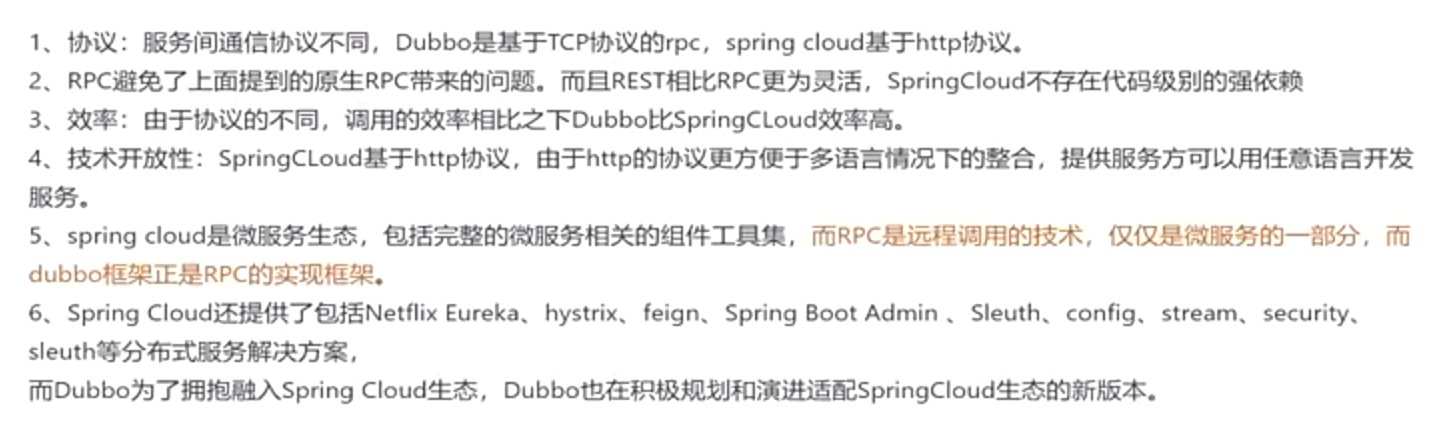 1、协议：服务间通信协议不同，Dubbo是基于TCP协议的rpc，spring cloud基于http协议。
2、RPC避免了上面提到的原生RPC带来的问题。而且REST相比RPC更为灵活，SpringCloud不存在代码级别的强依赖
3、效率：由于协议的不同，调用的效率相比之下Dubbo比SpringCLoud效率高。
4、技术开放性：SpringCLoud基于http协议，由于http的协议更方便于多语言情况下的整合，提供服务方可以用任意语言开发
服务。
5、spring cloud是微服务生态，包括完整的微服务相关的组件工具集，而RPC是远程调用的技术，仅仅是微服务的一部分，而
dubbo框架正是RPC的实现框架。
6、Spring Cloud还提供了包括Netflix Eureka、hystrix、feign、Spring Boot Admin 、Sleuth、config、stream、security、
sleuth等分布式服务解决方案，
而Dubbo为了拥抱融入Spring Cloud生态，Dubbo也在积极规划和演进适配SpringCloud生态的新版本。